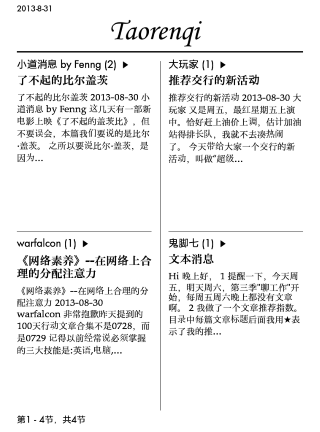 2013-8-31
Taorenqi
小道消息 by Fenng (2) ▶
了不起的比尔盖茨
了不起的比尔盖茨 2013-08-30 小
道消息 by Fenng 这几天有一部新
电影上映《了不起的盖茨比》，但
不要误会，本篇我们要说的是比尔
·盖茨。 之所以要说比尔·盖茨，是
因为…
大玩家 (1) ▶
推荐交行的新活动
推荐交行的新活动 2013-08-30 大
玩家 又是周五，最红星期五上演
中。恰好赶上油价上调，估计加油
站得排长队，我就不去凑热闹
了。 今天带给大家一个交行的新
活动，叫做“超级…
warfalcon (1) ▶
《网络素养》--在网络上合
理的分配注意力
《网络素养》--在网络上合理的分
配注意力 2013-08-30
warfalcon 非常抱歉昨天提到的
100天行动文章合集不是0728，而
是0729 记得以前经常说必须掌握
的三大技能是:英语,电脑,…
鬼脚七 (1) ▶
文本消息
Hi 晚上好， 1 提醒一下，今天周
五，明天周六，第三季“聊工作”开
始，每周五周六晚上都没有文章
啊。 2 我做了一个文章推荐指数。
目录中每篇文章标题后面我用★表
示了我的推…
第1 - 4节，共4节